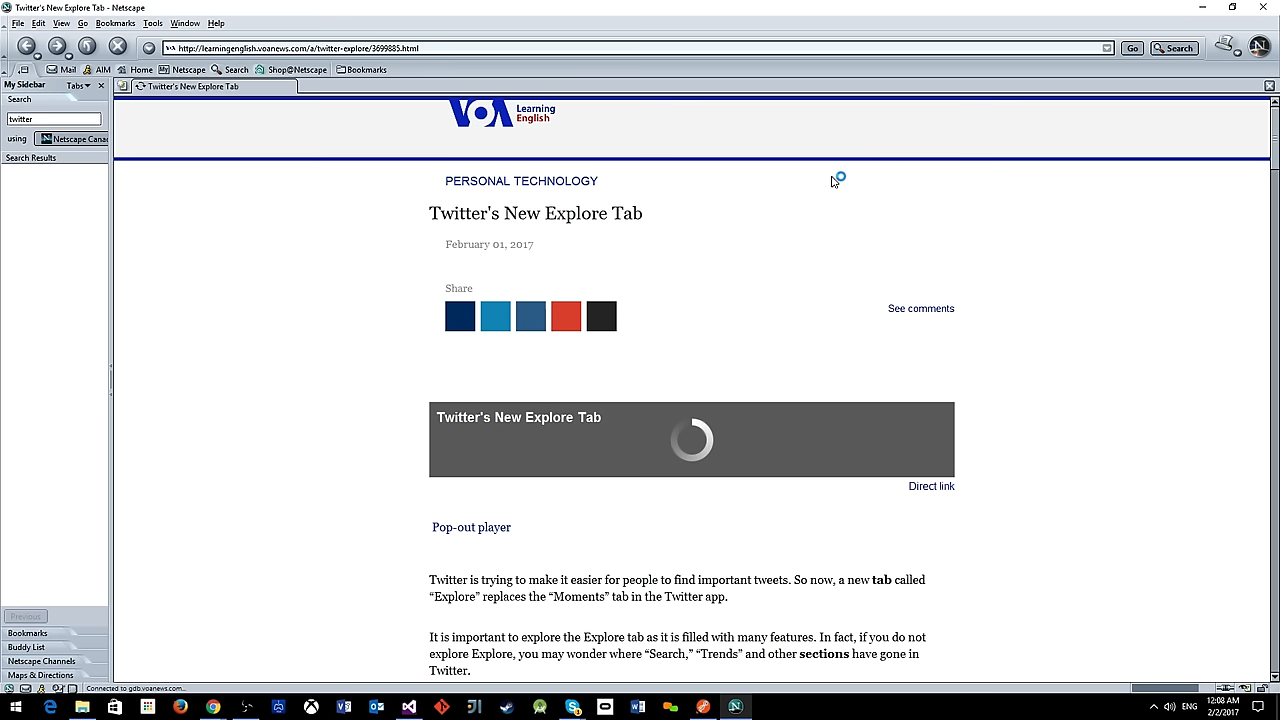 Twitter's New Explore Tab - Netscape
File Edit View Go Bookmarks Tools Window Help
http://learningenglish.voanews.com/a/twitter-explore/3699885.html
Go
Search
Mail AIM Home Netscape Search Shop@Netscape Bookmarks
My Sidebar Tabs
Twitter's New Explore Tab
Search
twitter
using Netscape Canac
Search Results
VOA Learning
English
PERSONAL TECHNOLOGY
Twitter's New Explore Tab
February 01, 2017
Share
See comments
Twitter's New Explore Tab
Direct link
Pop-out player
Twitter is trying to make it easier for people to find important tweets. So now, a new tab called
“Explore” replaces the “Moments” tab in the Twitter app.
It is important to explore the Explore tab as it is filled with many features. In fact, if you do not
explore Explore, you may wonder where “Search,” “Trends” and other sections have gone in
Twitter.
Previous
Bookmarks
Buddy List
Netscape Channels
Maps & Directions
Connected to gdb.voanews.com...
ENG
12:08 AM
2/2/2017